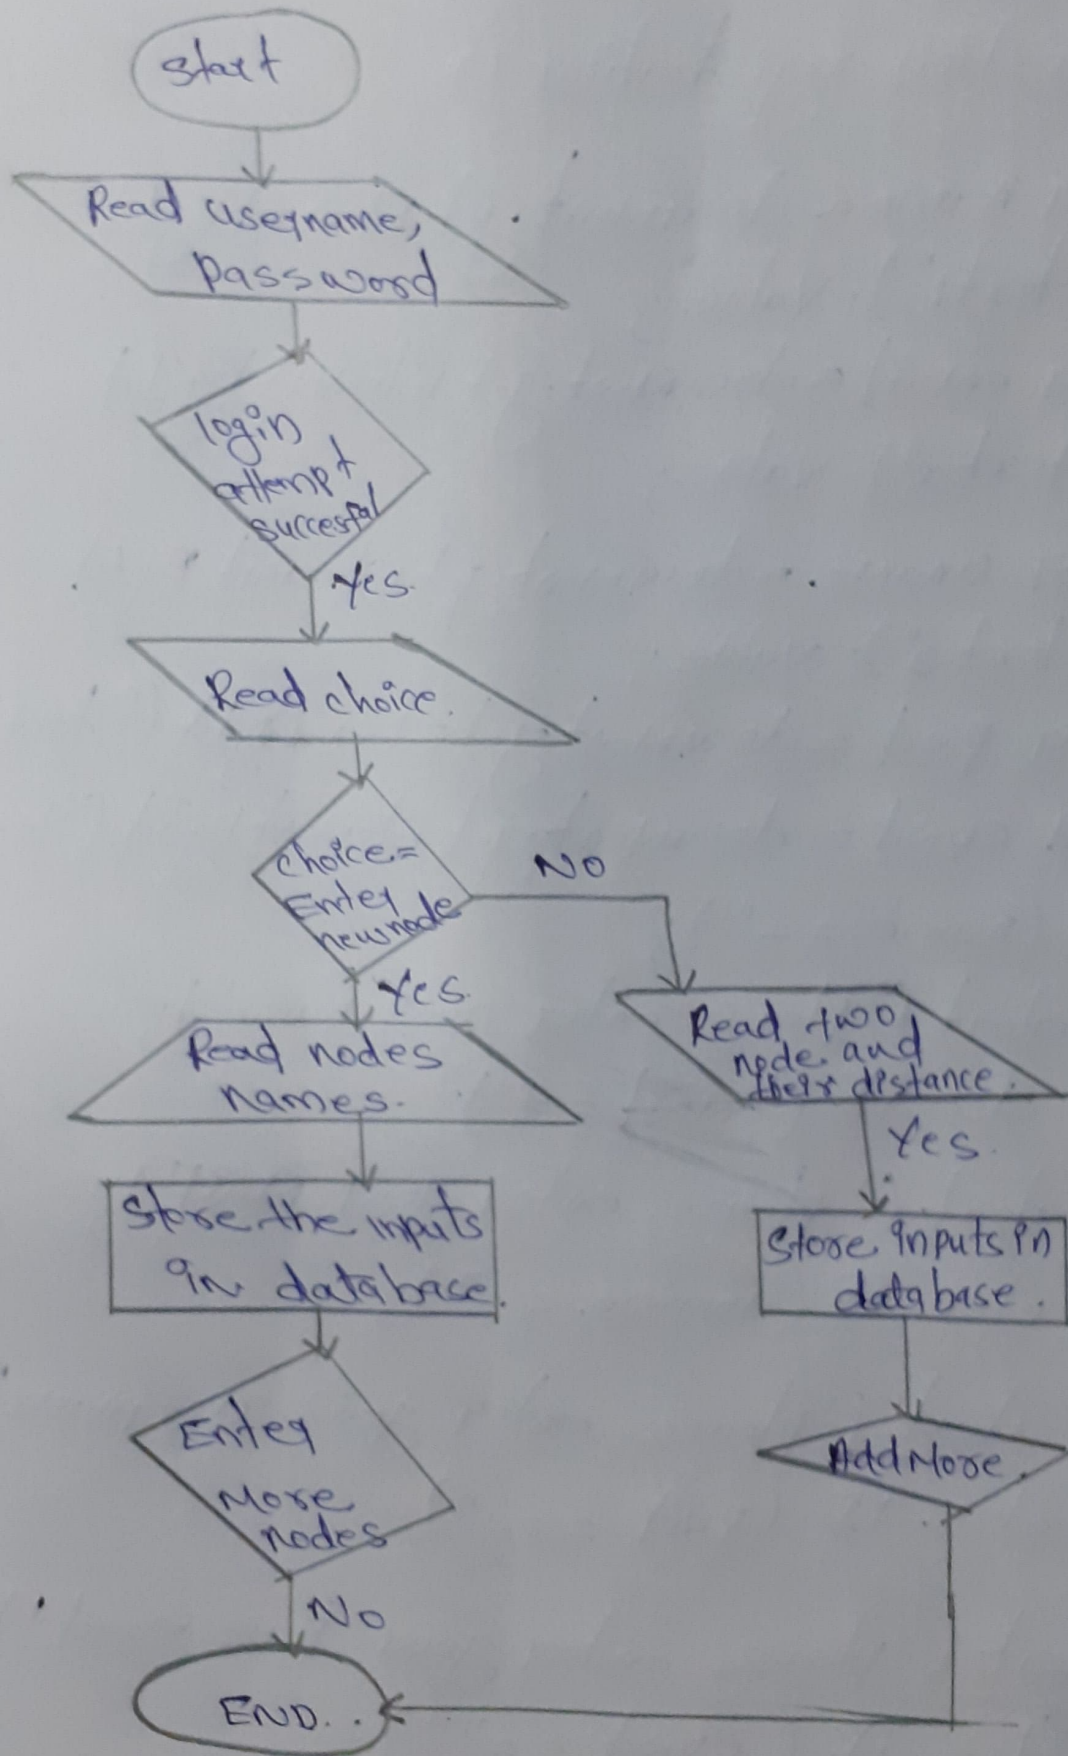 Start
Read username,
password
login
attempt
succesful
Yes.
Read choice.
choice=
Enter
newnode
NO
Yes.
Read nodes
names.
Read two
node and
their distance.
Yes.
Store the inputs
in database.
Store inputs in
database.
Enter
More
nodes
Add More.
No
END..